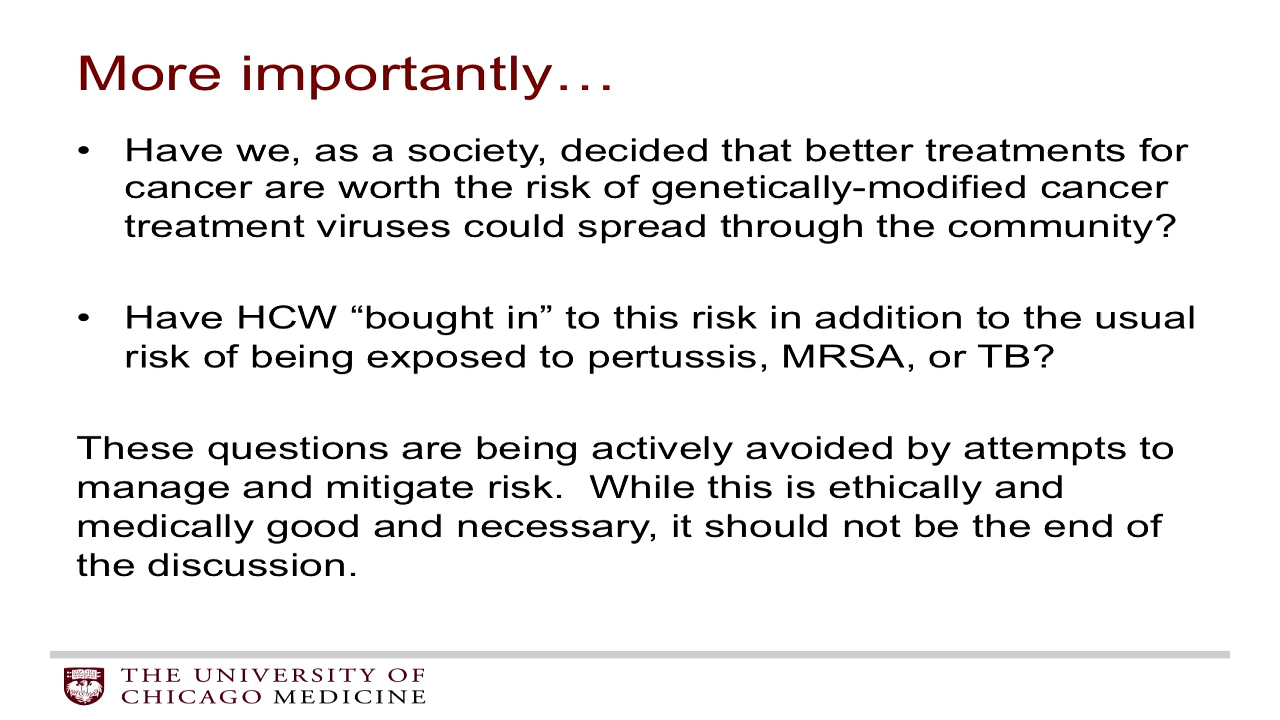 More importantly…
• Have we, as a society, decided that better treatments for
cancer are worth the risk of genetically-modified cancer
treatment viruses could spread through the community?
• Have HCW “bought in” to this risk in addition to the usual
risk of being exposed to pertussis, MRSA, or TB?
These questions are being actively avoided by attempts to
manage and mitigate risk.  While this is ethically and
medically good and necessary, it should not be the end of
the discussion.
THE UNIVERSITY OF
CHICAGO MEDICINE